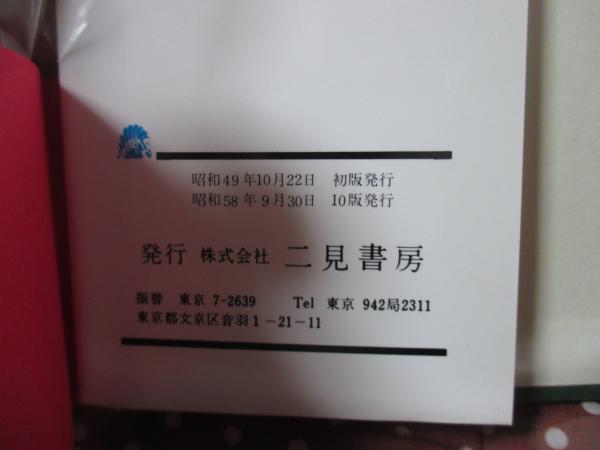 昭和49年10月22日 初版発行
昭和58年9月30日 10版発行
発行 株式会社 二見書房
振替 東京 7-2639 Tel 東京 942局2311
東京都文京区音羽1-21-11